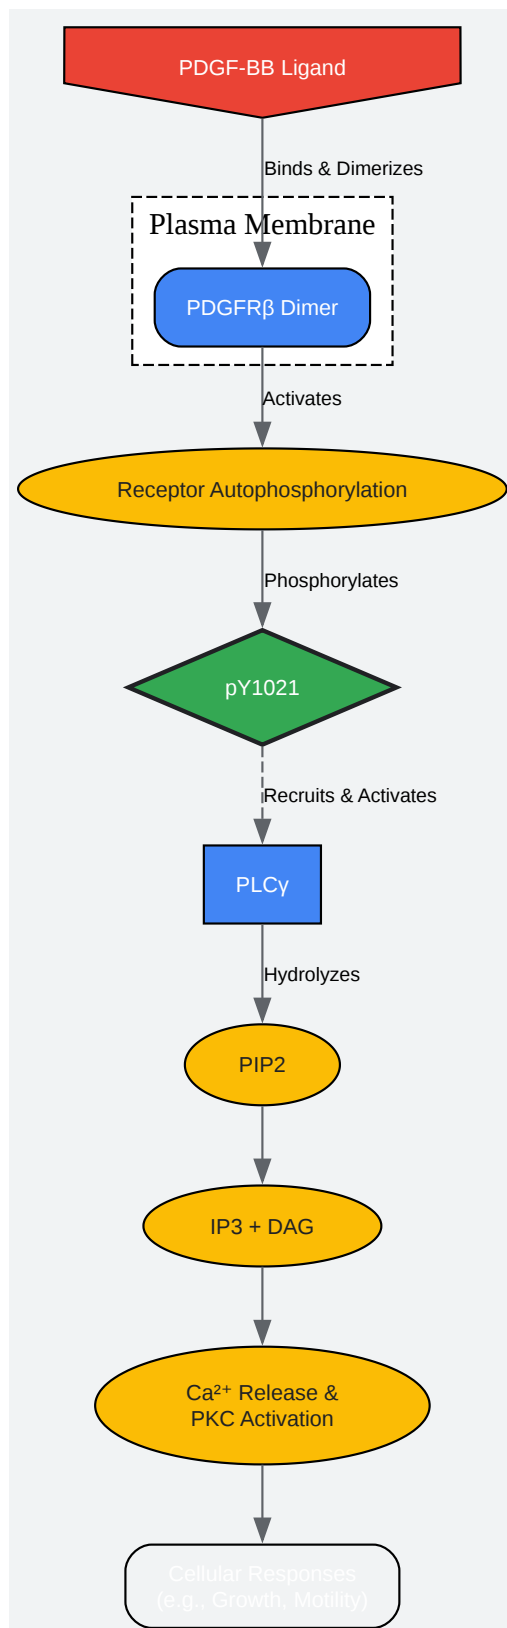 PDGF-BB Ligand
Binds & Dimerizes
Plasma Membrane
PDGFRβ Dimer
Activates
Receptor Autophosphorylation
Phosphorylates
pY1021
Recruits & Activates
PLCγ
Hydrolyzes
PIP2
IP3 + DAG
Ca²⁺ Release &
PKC Activation
Cellular Responses
(e.g., Growth, Motility)